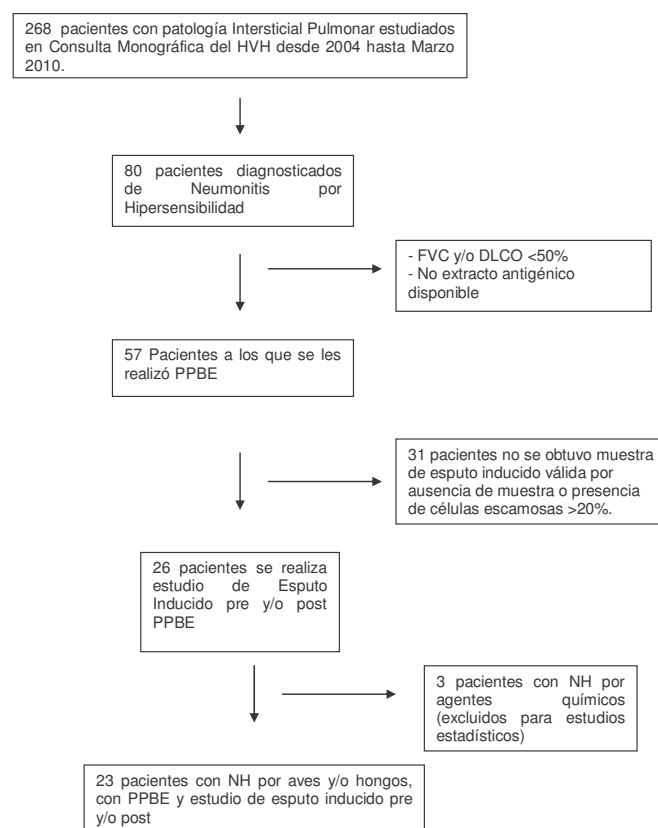 268 pacientes con patología Intersticial Pulmonar estudiados
en Consulta Monográfica del HVH desde 2004 hasta Marzo
2010.
80 pacientes diagnosticados
de Neumonitis por
Hipersensibilidad
- FVC y/o DLCO <50%
- No extracto antigénico
disponible
57 Pacientes a los que se les
realizó PPBE
31 pacientes no se obtuvo muestra
de esputo inducido válida por
ausencia de muestra o presencia
de células escamosas >20%.
26 pacientes se realiza
estudio de Esputo
Inducido pre y/o post
PPBE
3 pacientes con NH por
agentes químicos
(excluidos para estudios
estadísticos)
23 pacientes con NH por aves y/o hongos,
con PPBE y estudio de esputo inducido pre
y/o post